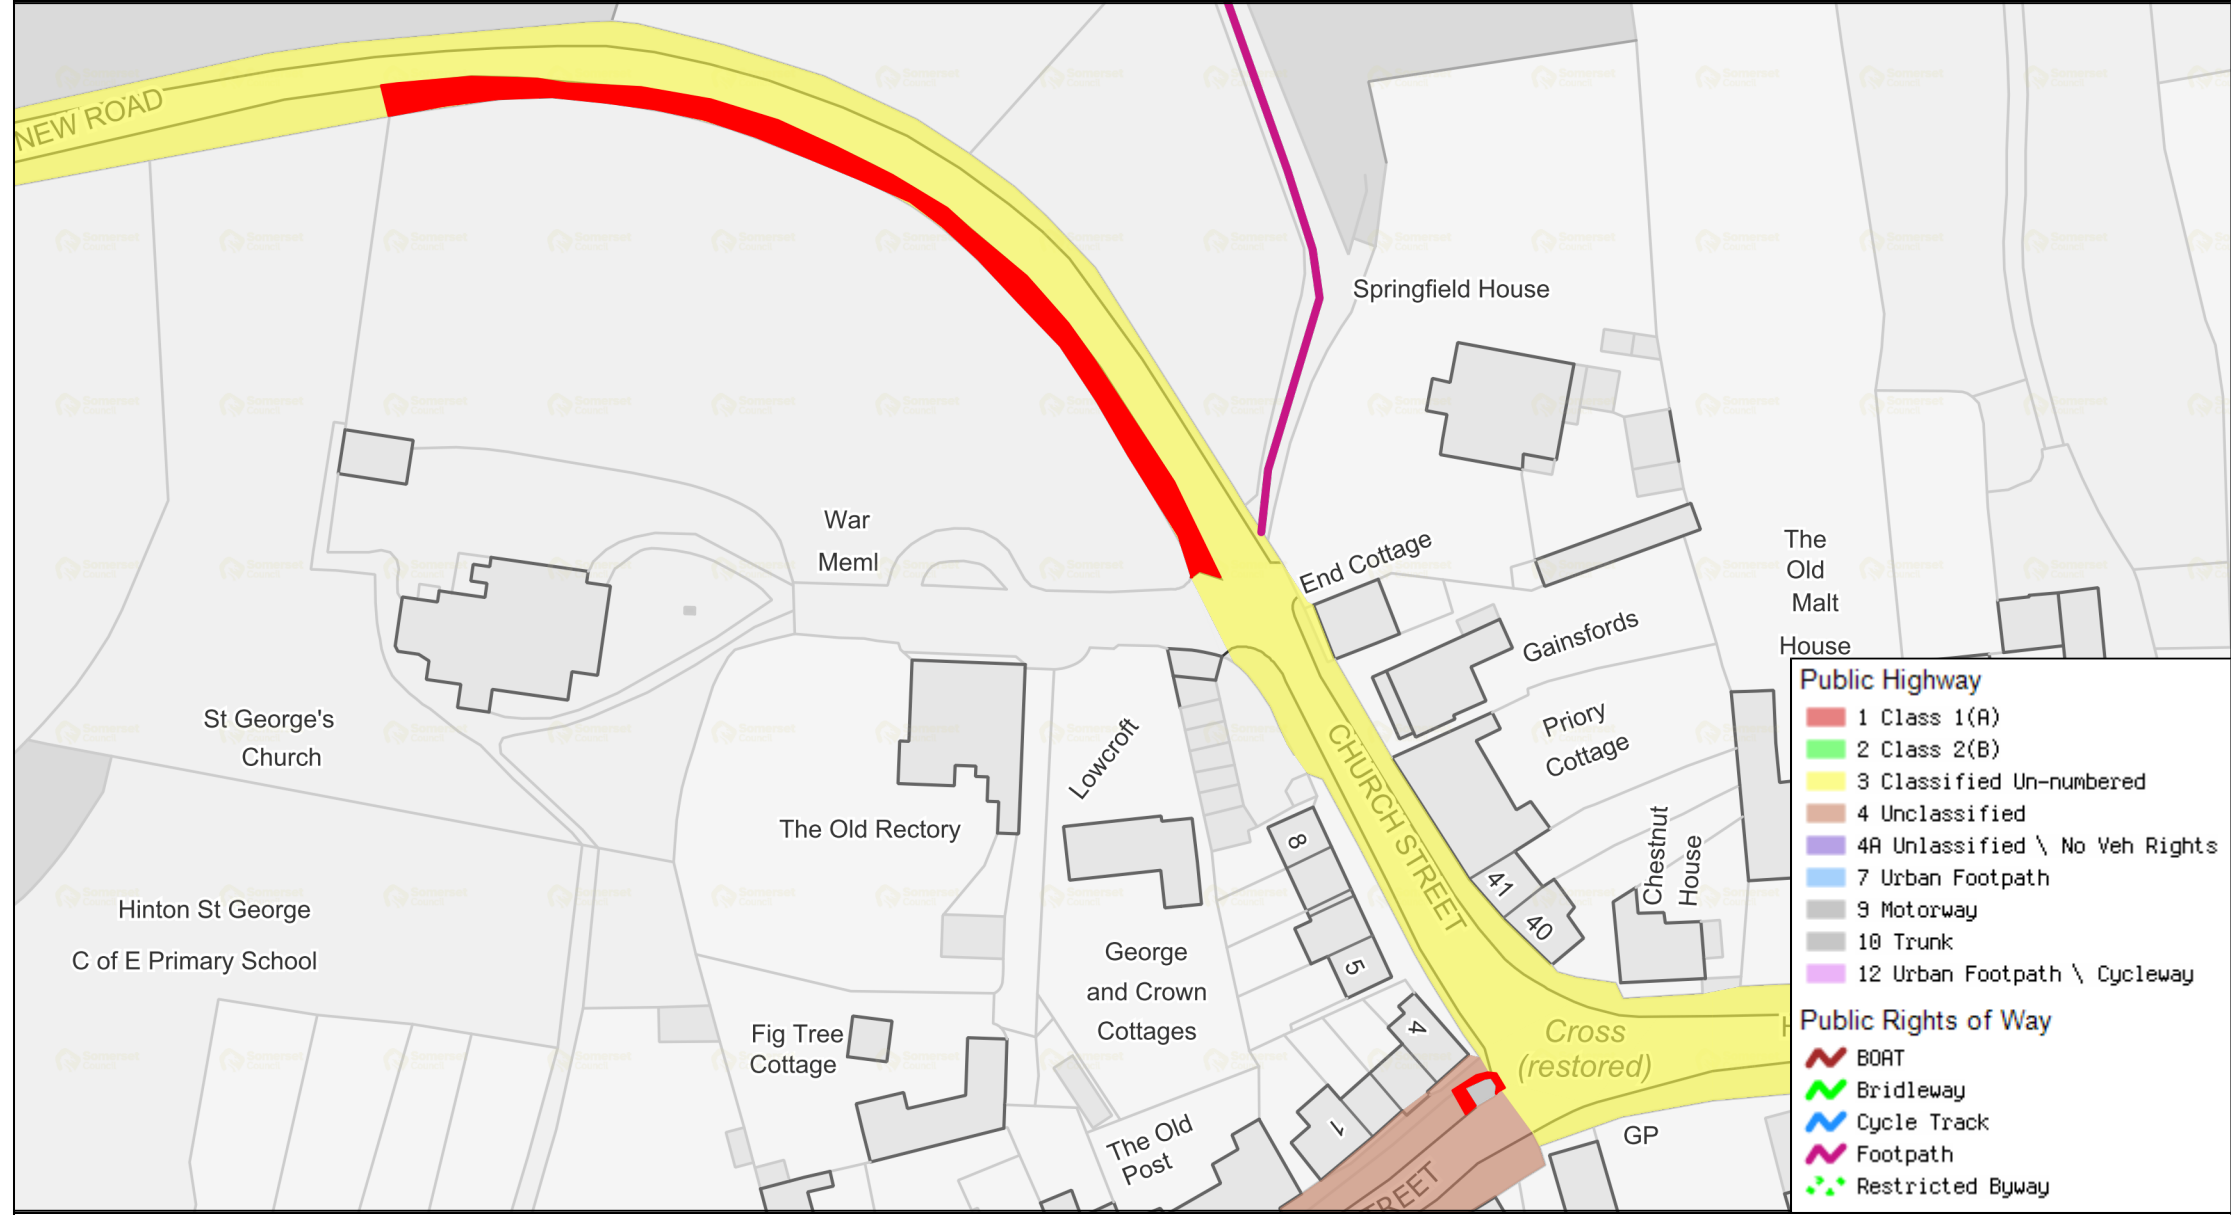 NEW ROAD
Springfield House
War
Meml
End Cottage
The
Old
Malt
House
Gainsfords
Priory
Cottage
St George's
Church
Lowcroft
CHURCH STREET
The Old Rectory
8
Chestnut
House
41
40
Hinton St George
C of E Primary School
George
and Crown
Cottages
5
Fig Tree
Cottage
4
Cross
(restored)
H
The Old
Post
1
GP
STREET
Public Highway
1 Class 1(A)
2 Class 2(B)
3 Classified Un-numbered
4 Unclassified
4A Unlassified \ No Veh Rights
7 Urban Footpath
9 Motorway
10 Trunk
12 Urban Footpath \ Cycleway
Public Rights of Way
BOAT
Bridleway
Cycle Track
Footpath
Restricted Byway